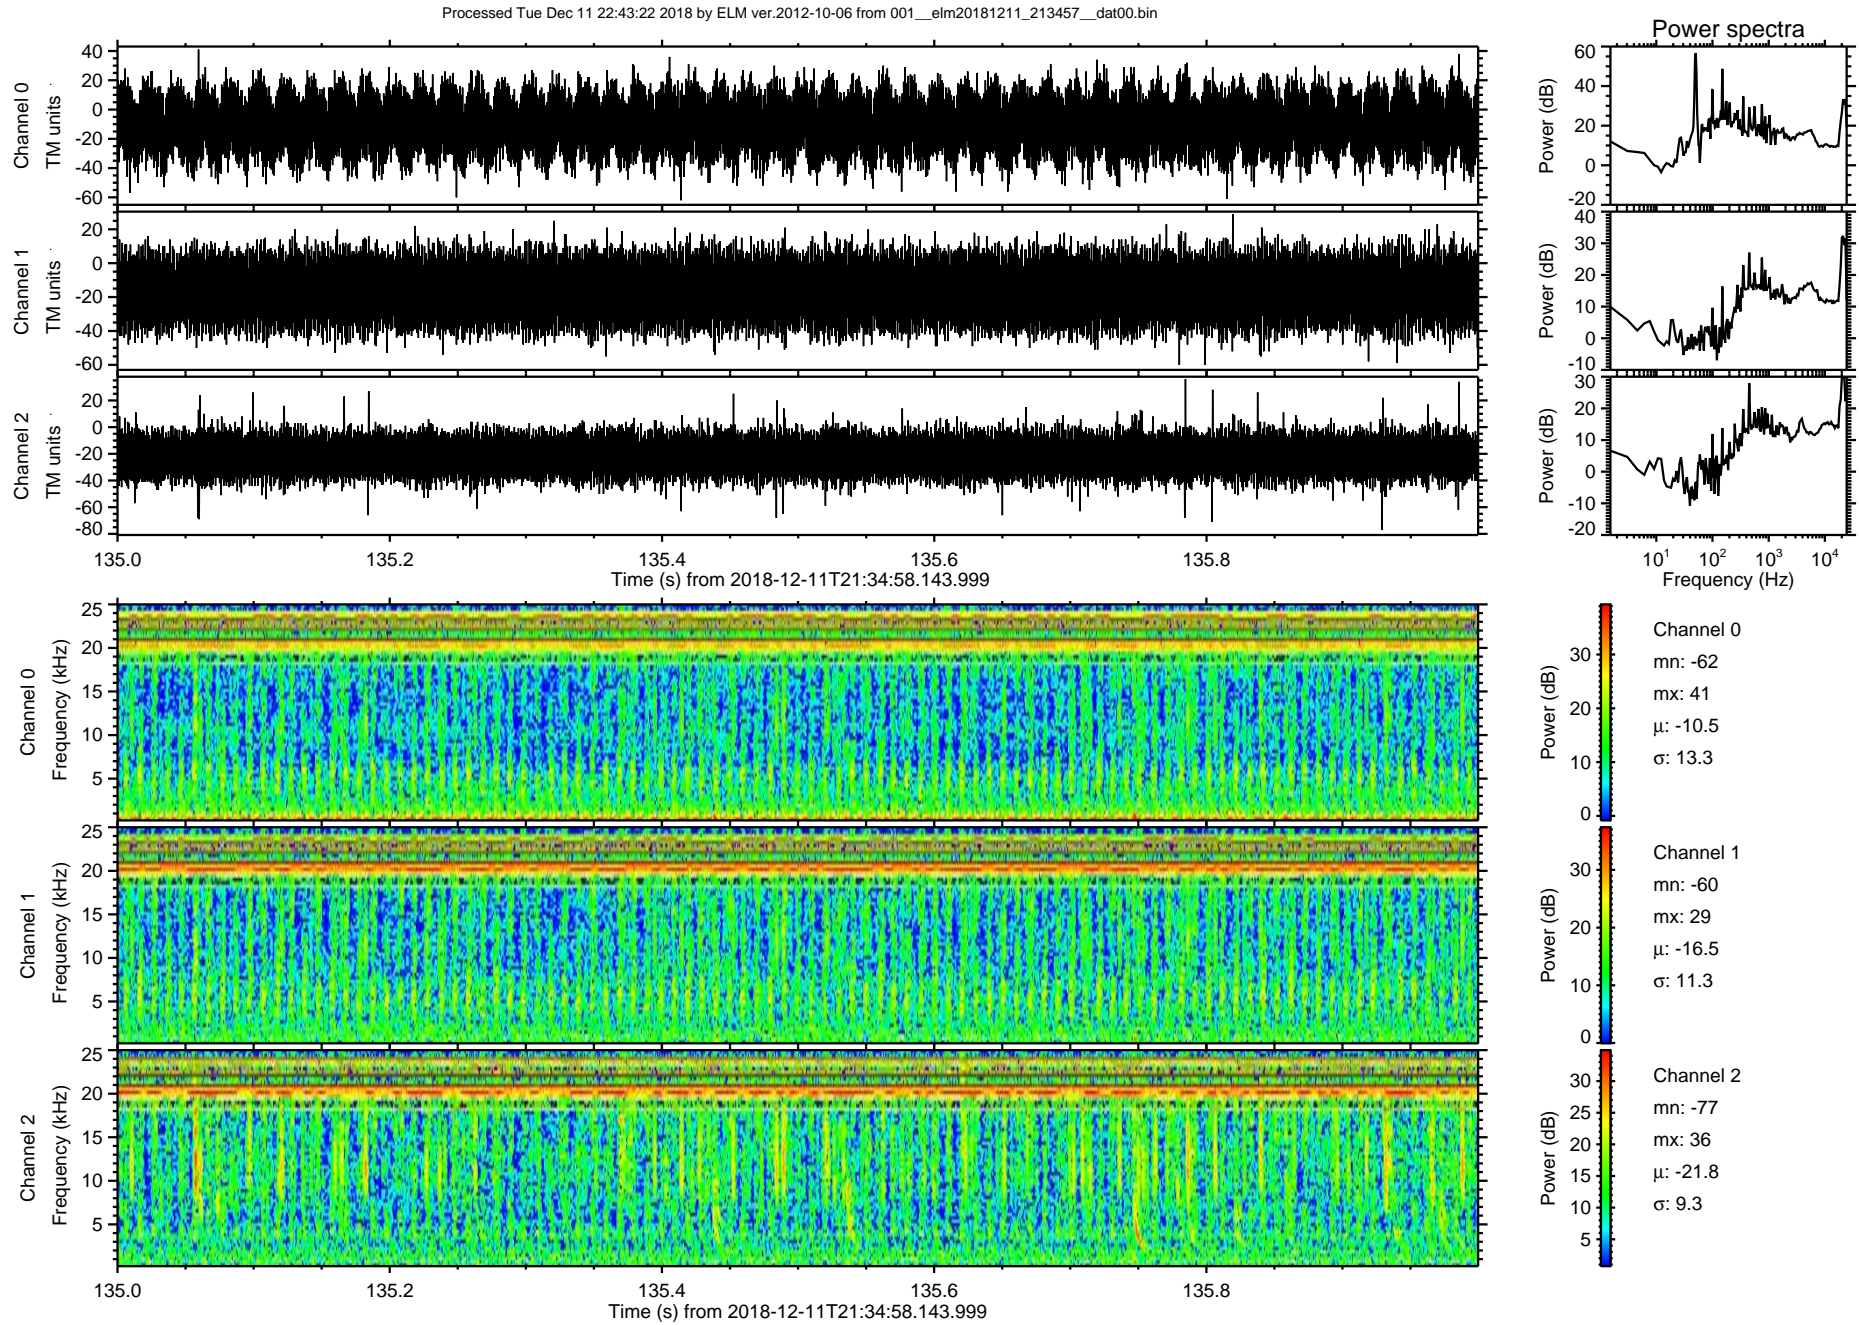 Processed Tue Dec 11 22:43:22 2018 by ELM ver.2012-10-06 from 001__elm20181211_213457__dat00.bin
Power spectra
Channel 0
TM units
40
20
0
-20
-40
-60
Power (dB)
60
40
20
0
-20
Channel 1
TM units
20
0
-20
-40
-60
Power (dB)
40
30
20
10
0
-10
Channel 2
TM units
20
0
-20
-40
-60
-80
Power (dB)
30
20
10
0
-10
-20
135.0 135.2 135.4 135.6 135.8
Time (s) from 2018-12-11T21:34:58.143.999
10¹ 10² 10³ 10⁴
Frequency (Hz)
Channel 0
Frequency (kHz)
25
20
15
10
5
Power (dB)
30
20
10
0
Channel 0
mn: -62
mx: 41
μ: -10.5
σ: 13.3
Channel 1
Frequency (kHz)
25
20
15
10
5
Power (dB)
30
20
10
0
Channel 1
mn: -60
mx: 29
μ: -16.5
σ: 11.3
Channel 2
Frequency (kHz)
25
20
15
10
5
Power (dB)
30
25
20
15
10
5
Channel 2
mn: -77
mx: 36
μ: -21.8
σ: 9.3
135.0 135.2 135.4 135.6 135.8
Time (s) from 2018-12-11T21:34:58.143.999